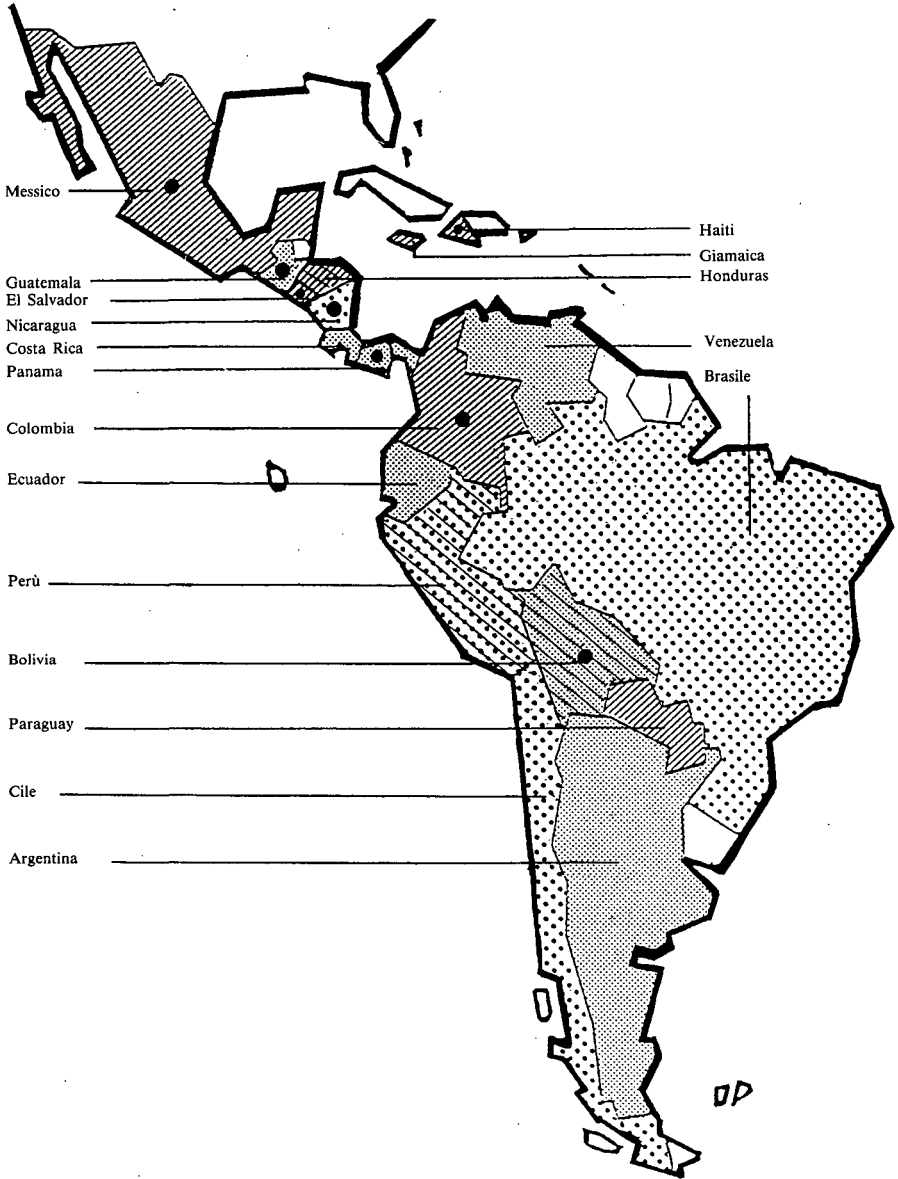 Messico
Haiti
Giamaica
Guatemala
Honduras
El Salvador
Nicaragua
Venezuela
Costa Rica
Panama
Brasile
Colombia
Ecuador
Perù
Bolivia
Paraguay
Cile
Argentina